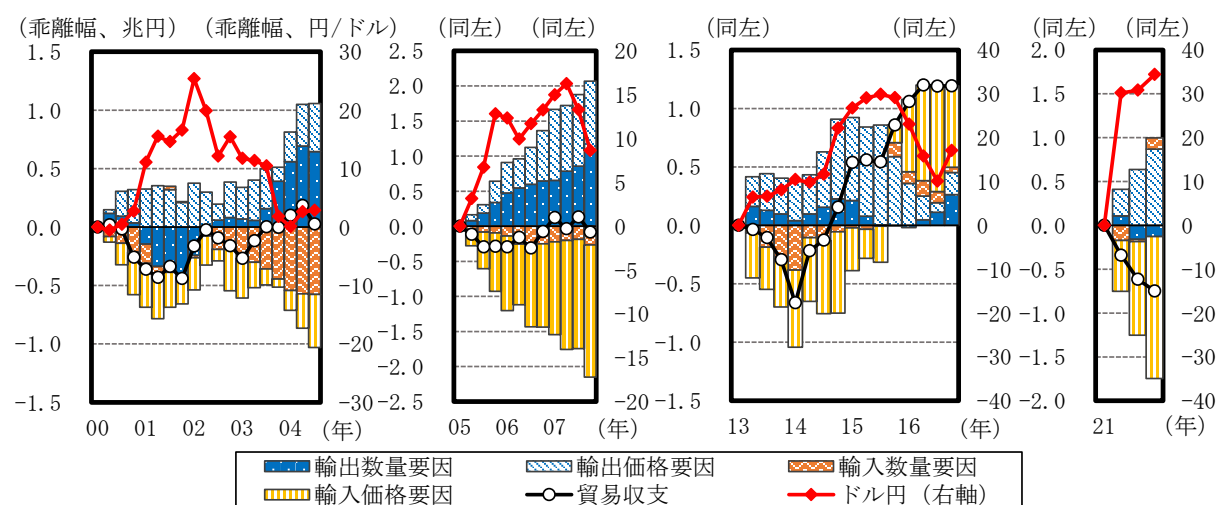 （乖離幅、兆円） （乖離幅、円/ドル） （同左） （同左） （同左） （同左） （同左） （同左）
1.5 30 2.5 20 1.5 40 2.0 40
2.0 15 1.5 30
1.0 20 1.5 10 1.0 30 1.0 20
0.5 10 1.0 5 0.5 20 0.5 10
0.5 10
0.0 0 0.0 0 0.0 0 0.0 0
-0.5 -10 -0.5 -5 -0.5 -10 -0.5 -10
-1.0 -10 -20 -1.0 -20
-1.0 -20 -1.5 -15 -1.0 -30 -1.5 -30
-2.0
-1.5 -30 -2.5 -20 -1.5 -40 -2.0 -40
00 01 02 03 04 （年） 05 06 07 （年） 13 14 15 16 （年） 21 （年）
輸出数量要因 輸出価格要因 輸入数量要因
輸入価格要因 貿易収支 ドル円（右軸）